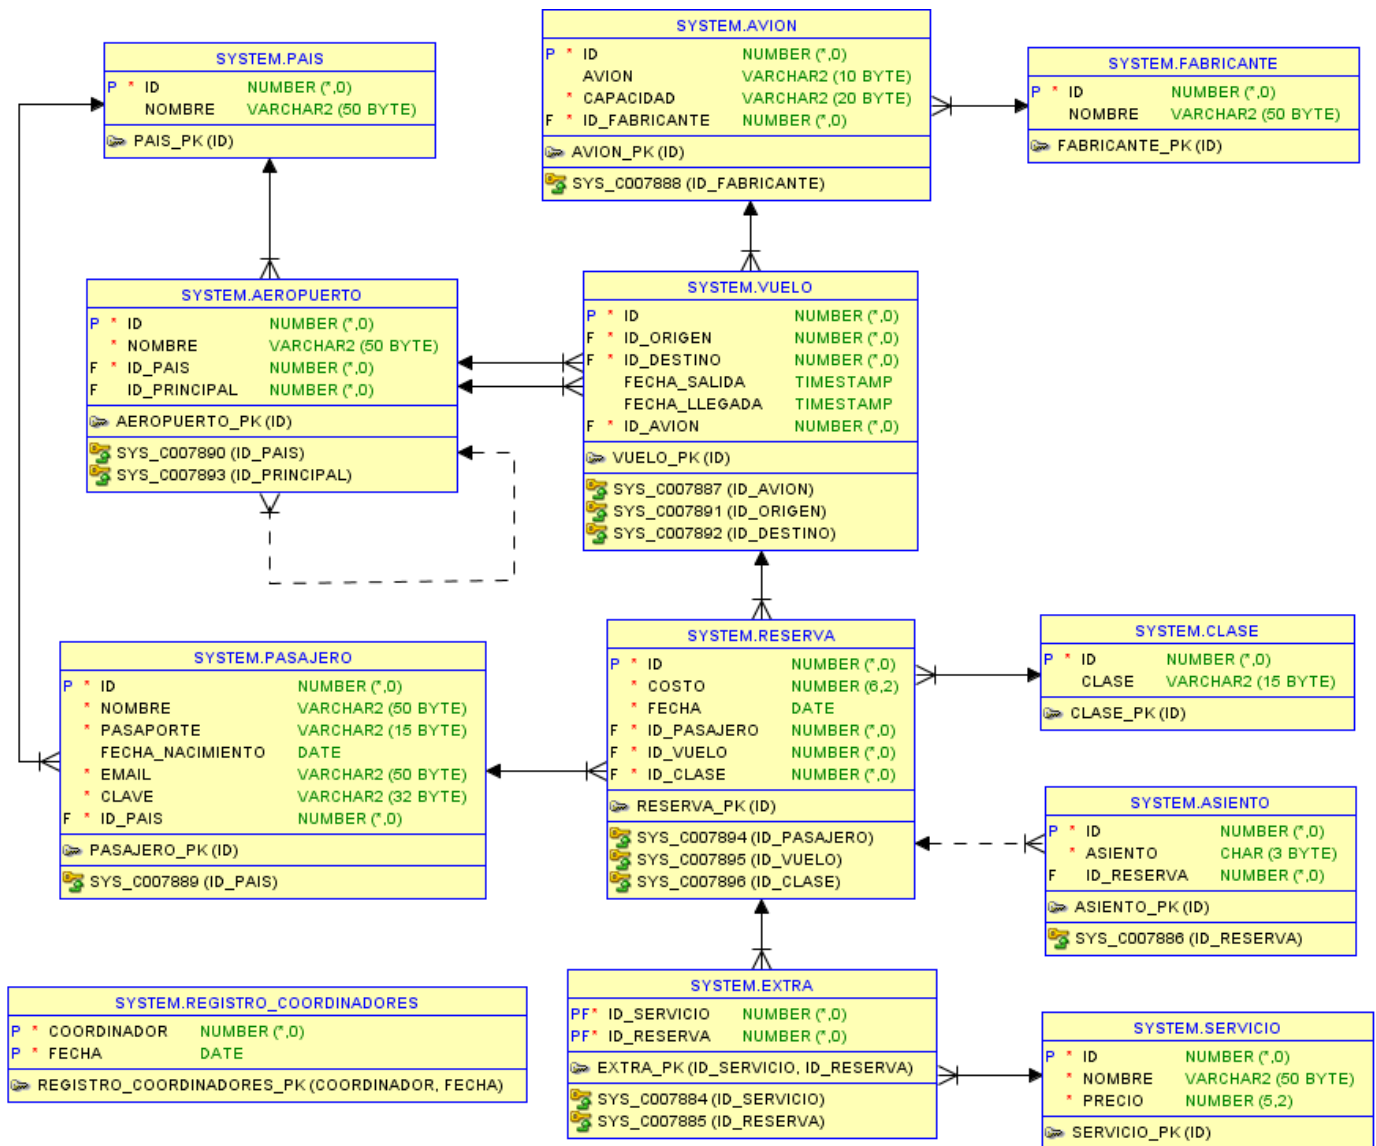 SYSTEM.PAIS
P * ID NUMBER (*,0)
NOMBRE VARCHAR2 (50 BYTE)
PAIS_PK (ID)
SYSTEM.AVION
P * ID NUMBER (*,0)
AVION VARCHAR2 (10 BYTE)
* CAPACIDAD VARCHAR2 (20 BYTE)
F * ID_FABRICANTE NUMBER (*,0)
AVION_PK (ID)
SYS_C007888 (ID_FABRICANTE)
SYSTEM.FABRICANTE
P * ID NUMBER (*,0)
NOMBRE VARCHAR2 (50 BYTE)
FABRICANTE_PK (ID)
SYSTEM.AEROPUERTO
P * ID NUMBER (*,0)
* NOMBRE VARCHAR2 (50 BYTE)
F * ID_PAIS NUMBER (*,0)
F ID_PRINCIPAL NUMBER (*,0)
AEROPUERTO_PK (ID)
SYS_C007890 (ID_PAIS)
SYS_C007893 (ID_PRINCIPAL)
SYSTEM.VUELO
P * ID NUMBER (*,0)
F * ID_ORIGEN NUMBER (*,0)
F * ID_DESTINO NUMBER (*,0)
FECHA_SALIDA TIMESTAMP
FECHA_LLEGADA TIMESTAMP
F * ID_AVION NUMBER (*,0)
VUELO_PK (ID)
SYS_C007887 (ID_AVION)
SYS_C007891 (ID_ORIGEN)
SYS_C007892 (ID_DESTINO)
SYSTEM.PASAJERO
P * ID NUMBER (*,0)
* NOMBRE VARCHAR2 (50 BYTE)
* PASAPORTE VARCHAR2 (15 BYTE)
FECHA_NACIMIENTO DATE
* EMAIL VARCHAR2 (50 BYTE)
* CLAVE VARCHAR2 (32 BYTE)
F * ID_PAIS NUMBER (*,0)
PASAJERO_PK (ID)
SYS_C007889 (ID_PAIS)
SYSTEM.RESERVA
P * ID NUMBER (*,0)
* COSTO NUMBER (6,2)
* FECHA DATE
F * ID_PASAJERO NUMBER (*,0)
F * ID_VUELO NUMBER (*,0)
F * ID_CLASE NUMBER (*,0)
RESERVA_PK (ID)
SYS_C007894 (ID_PASAJERO)
SYS_C007895 (ID_VUELO)
SYS_C007896 (ID_CLASE)
SYSTEM.CLASE
P * ID NUMBER (*,0)
CLASE VARCHAR2 (15 BYTE)
CLASE_PK (ID)
SYSTEM.ASIENTO
P * ID NUMBER (*,0)
* ASIENTO CHAR (3 BYTE)
F ID_RESERVA NUMBER (*,0)
ASIENTO_PK (ID)
SYS_C007886 (ID_RESERVA)
SYSTEM.REGISTRO_COORDINADORES
P * COORDINADOR NUMBER (*,0)
P * FECHA DATE
REGISTRO_COORDINADORES_PK (COORDINADOR, FECHA)
SYSTEM.EXTRA
PF* ID_SERVICIO NUMBER (*,0)
PF* ID_RESERVA NUMBER (*,0)
EXTRA_PK (ID_SERVICIO, ID_RESERVA)
SYS_C007884 (ID_SERVICIO)
SYS_C007885 (ID_RESERVA)
SYSTEM.SERVICIO
P * ID NUMBER (*,0)
* NOMBRE VARCHAR2 (50 BYTE)
* PRECIO NUMBER (5,2)
SERVICIO_PK (ID)